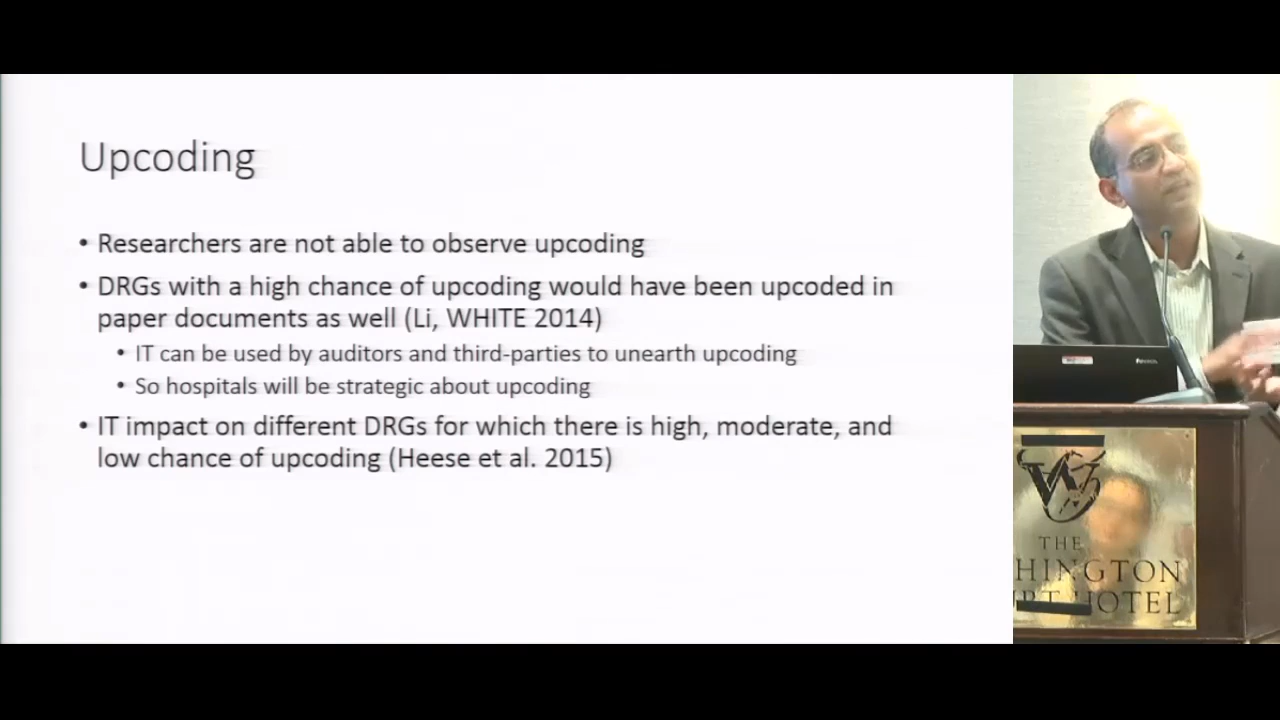 Upcoding
• Researchers are not able to observe upcoding
• DRGs with a high chance of upcoding would have been upcoded in
paper documents as well (Li, WHITE 2014)
• IT can be used by auditors and third-parties to unearth upcoding
• So hospitals will be strategic about upcoding
• IT impact on different DRGs for which there is high, moderate, and
low chance of upcoding (Heese et al. 2015)
THE
HINGTON
HOTEL